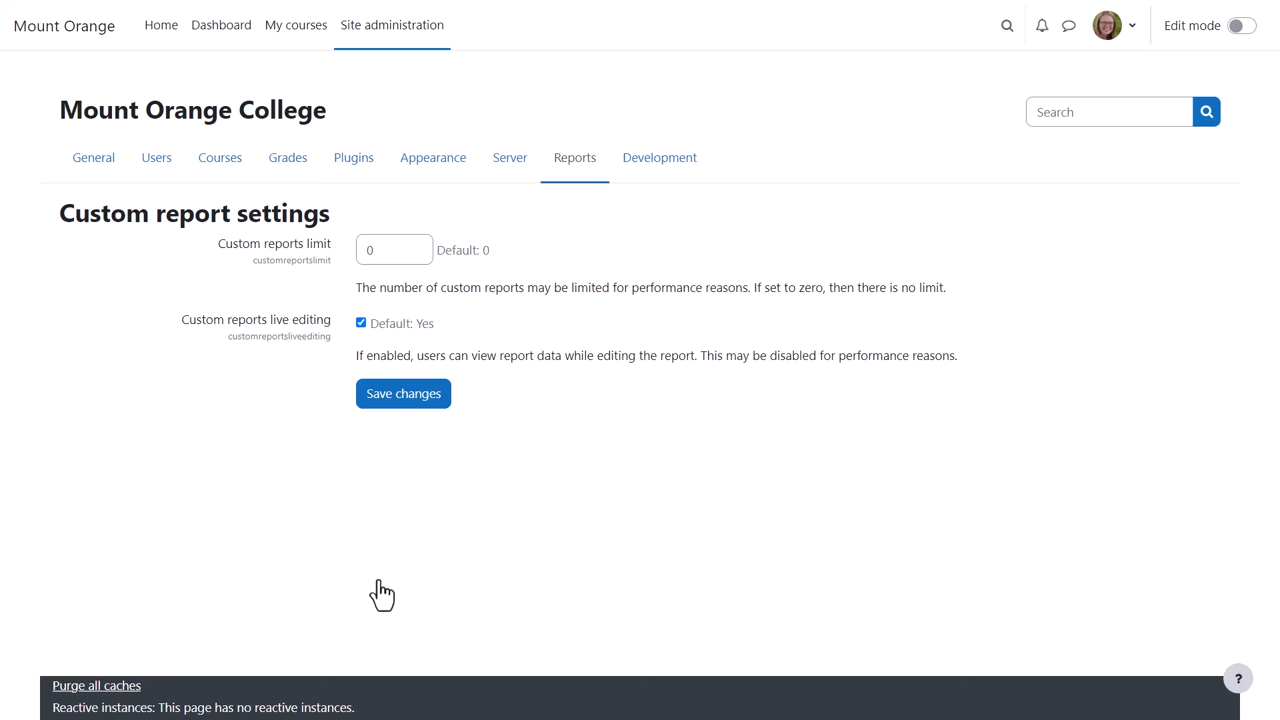 Mount Orange
Home
Dashboard
My courses
Site administration
Edit mode
Mount Orange College
Search
General
Users
Courses
Grades
Plugins
Appearance
Server
Reports
Development
Custom report settings
Custom reports limit
customreportslimit
0
Default: 0
The number of custom reports may be limited for performance reasons. If set to zero, then there is no limit.
Custom reports live editing
customreportsliveediting
Default: Yes
If enabled, users can view report data while editing the report. This may be disabled for performance reasons.
Save changes
Purge all caches
Reactive instances: This page has no reactive instances.
?